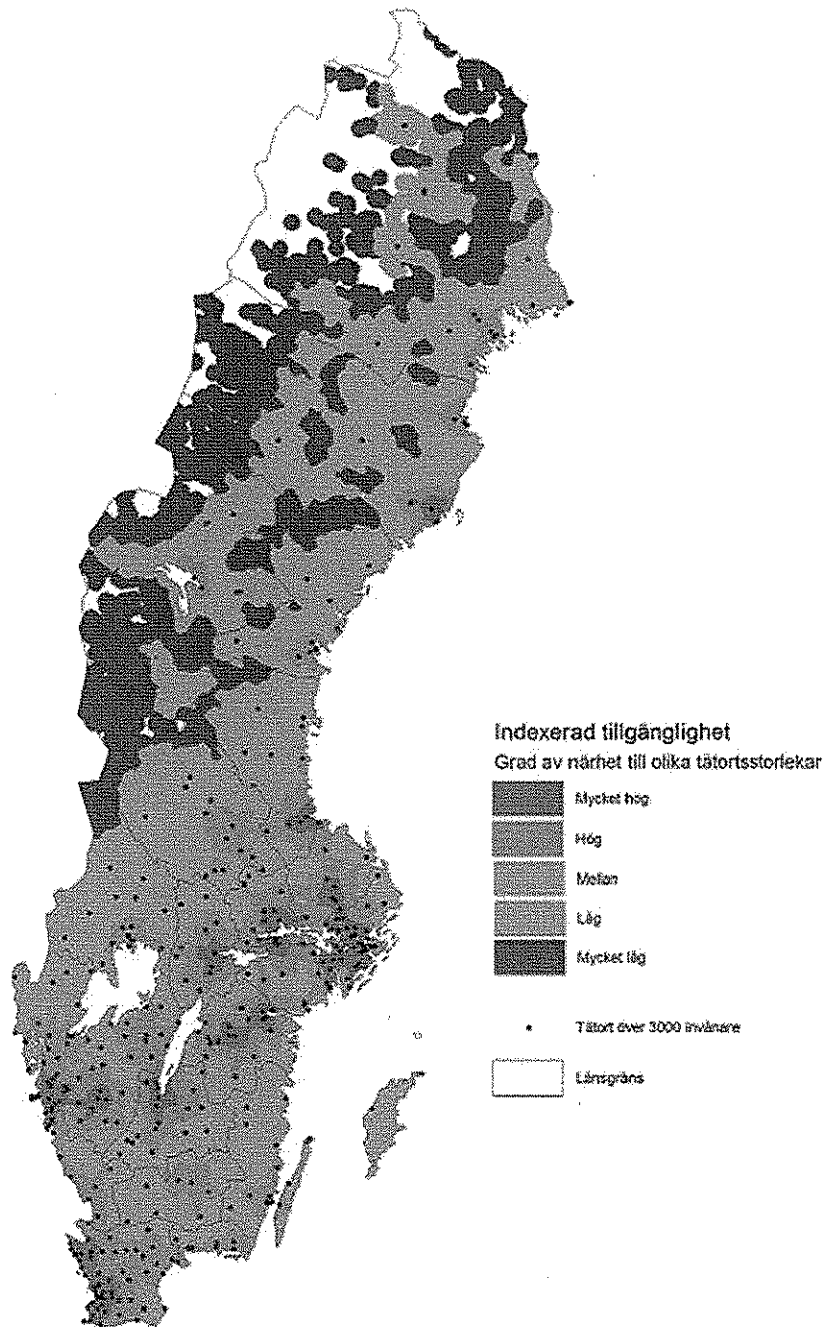 Indexerad tillgänglighet
Grad av närhet till olika tätortsstorlekar
Mycket hög
Hög
Mellan
Låg
Mycket låg
Tätort över 3000 invånare
Länsgräns